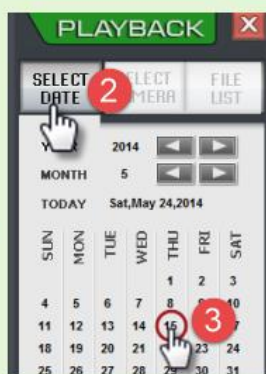 PLAYBACK X
SELECT DATE 2 SELECT CAMERA FILE LIST
2014
MONTH 5
TODAY Sat,May 24,2014
SUN MON TUE WED THU FRI SAT
1 2 3
4 5 6 7 8 10
11 12 13 14 15 3
18 19 20 21 23 24
25 26 27 28 30 31